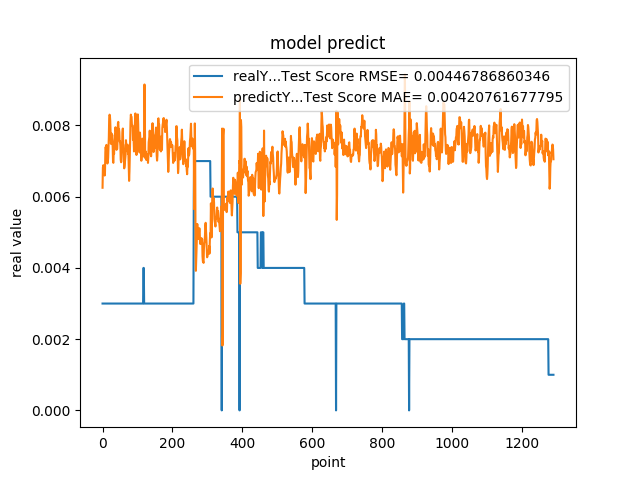 model predict
realY...Test Score RMSE= 0.00446786860346
predictY...Test Score MAE= 0.00420761677795
real value
0.008
0.006
0.004
0.002
0.000
0 200 400 600 800 1000 1200
point